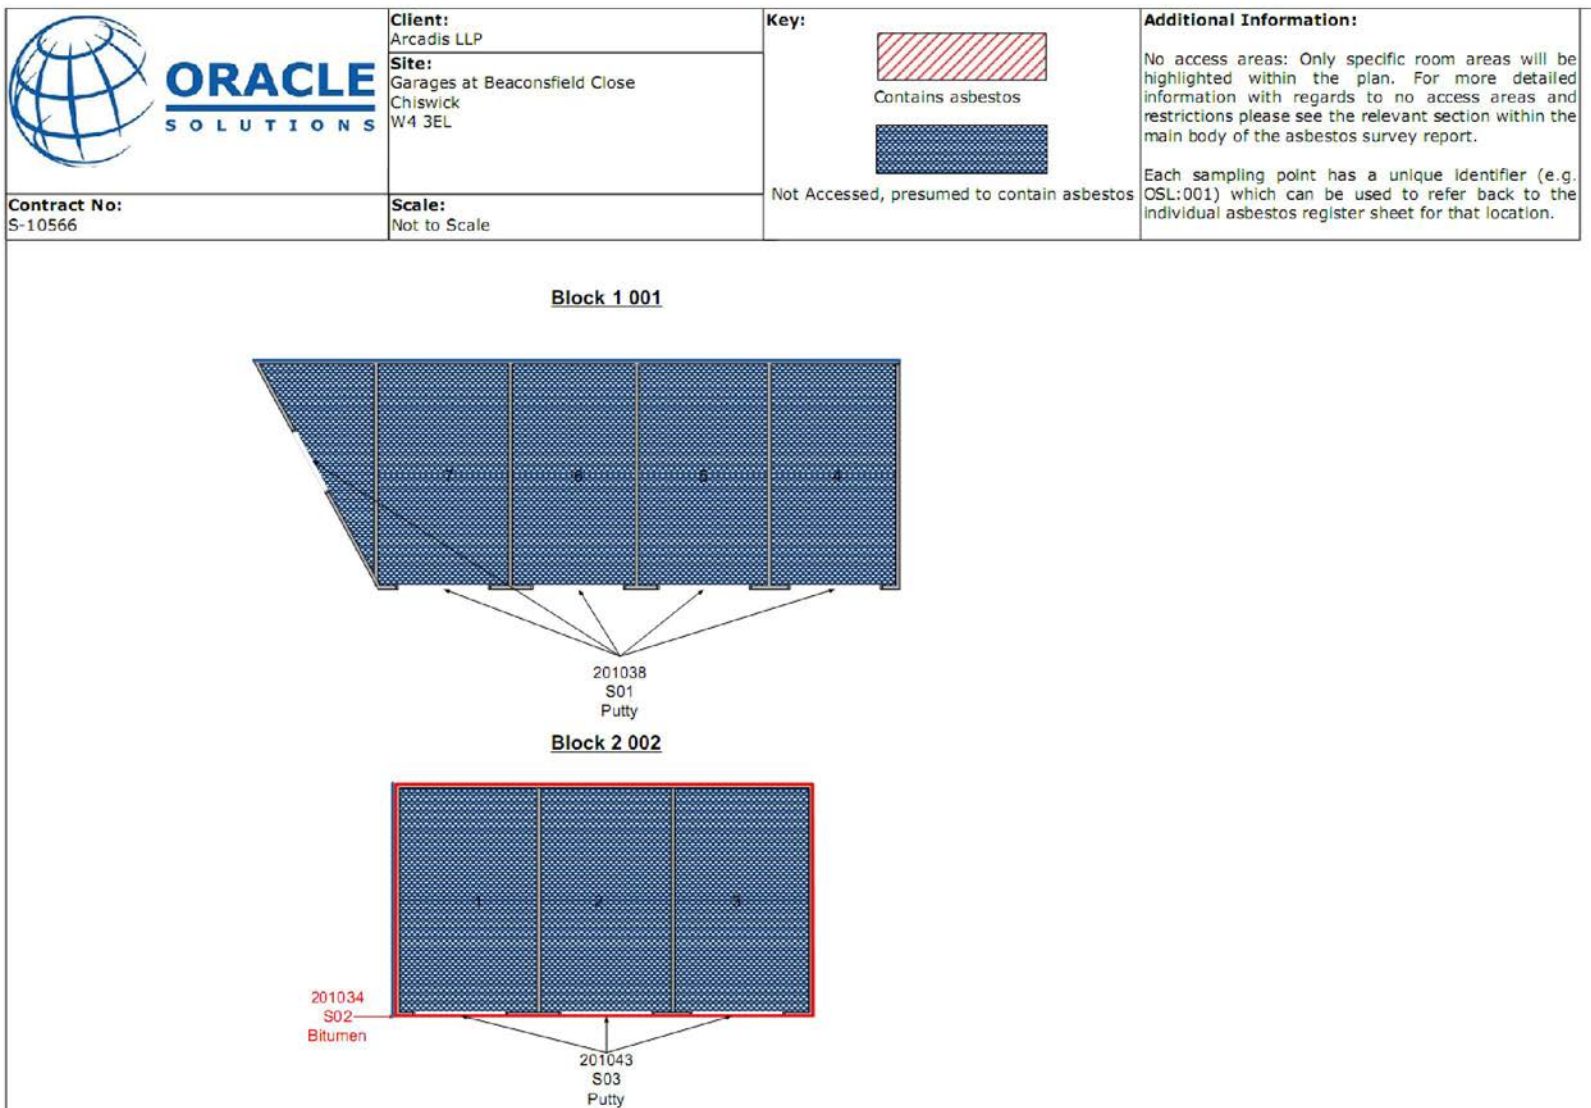 ORACLE
SOLUTIONS
Client:
Arcadis LLP
Site:
Garages at Beaconsfield Close
Chiswick
W4 3EL
Contract No:
S-10566
Scale:
Not to Scale
Key:
Contains asbestos
Not Accessed, presumed to contain asbestos
Additional Information:
No access areas: Only specific room areas will be
highlighted within the plan. For more detailed
information with regards to no access areas and
restrictions please see the relevant section within the
main body of the asbestos survey report.
Each sampling point has a unique identifier (e.g.
OSL:001) which can be used to refer back to the
individual asbestos register sheet for that location.
Block 1 001
7
6
5
4
201038
S01
Putty
Block 2 002
1
2
3
201034
S02
Bitumen
201043
S03
Putty